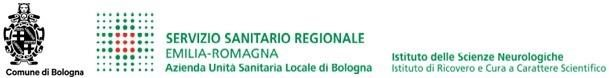 Comune di Bologna
SERVIZIO SANITARIO REGIONALE
EMILIA-ROMAGNA
Azienda Unità Sanitaria Locale di Bologna
Istituto delle Scienze Neurologiche
Istituto di Ricovero e Cura a Carattere Scientifico